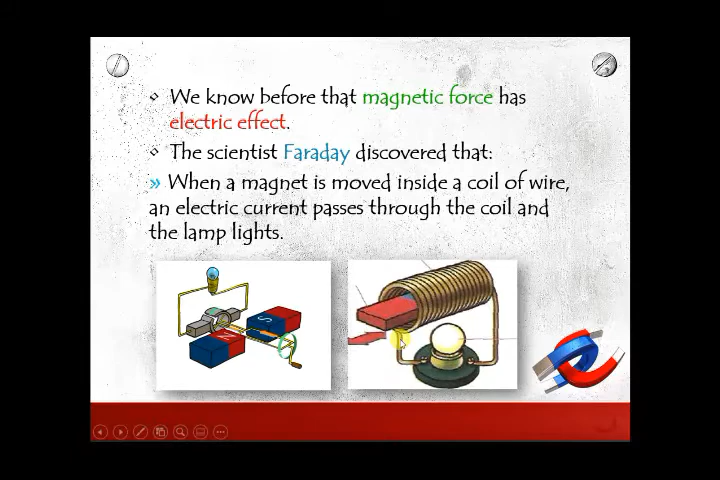 We know before that magnetic force has
electric effect.
The scientist Faraday discovered that:
» When a magnet is moved inside a coil of wire,
an electric current passes through the coil and
the lamp lights.
S
N